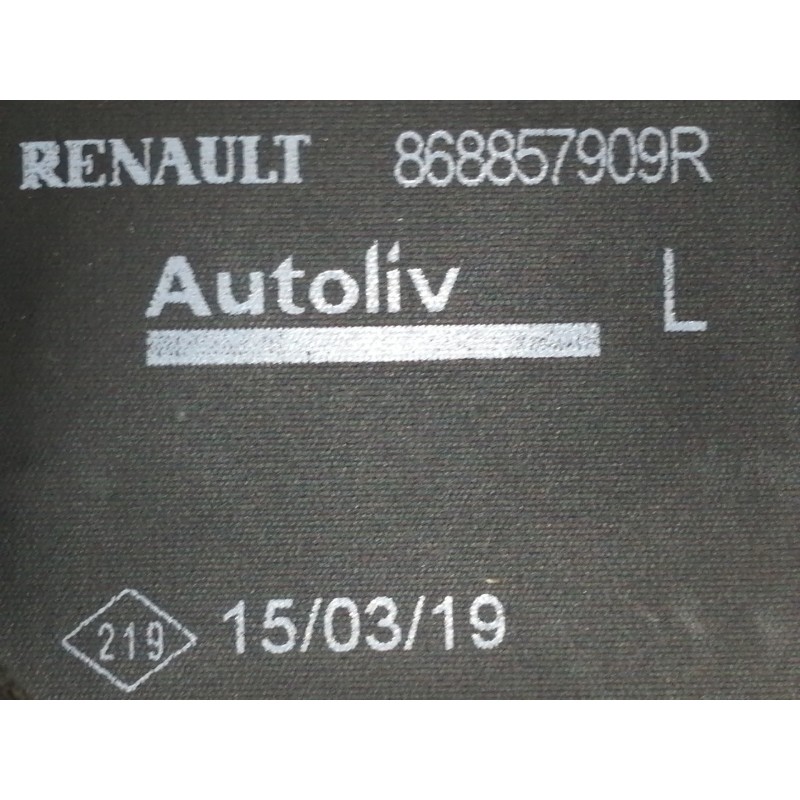 RENAULT 868857909R
Autoliv L
219 15/03/19